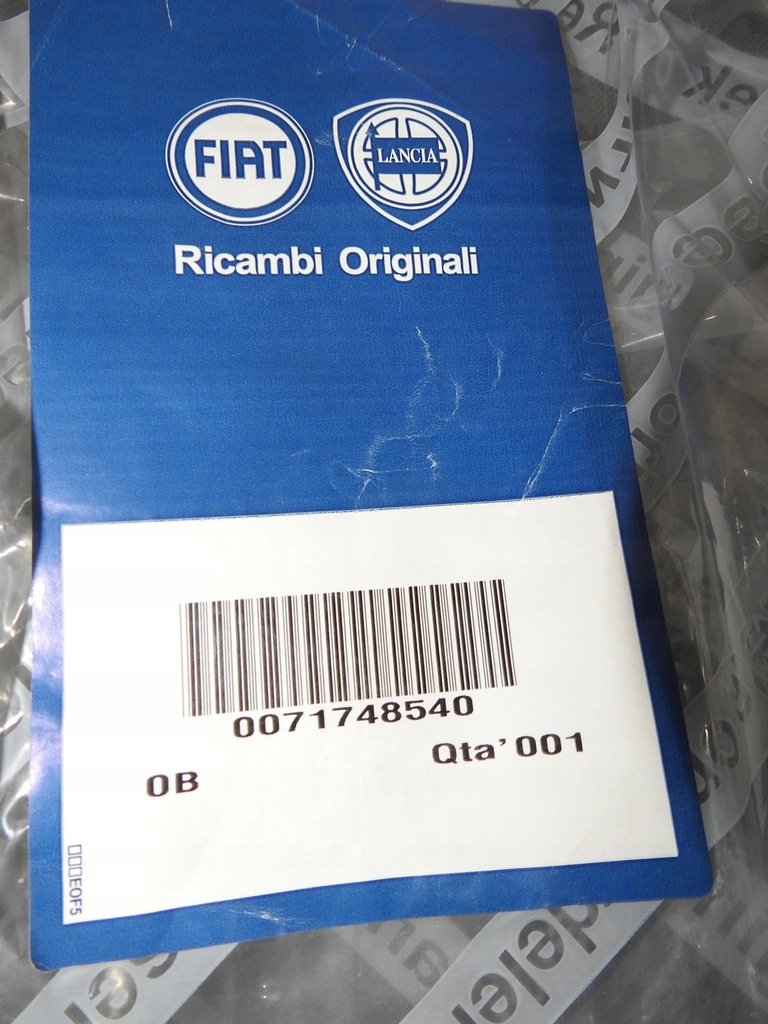 FIAT
LANCIA
Ricambi Originali
0071748540
Qta'001
0B
□□□EOF5